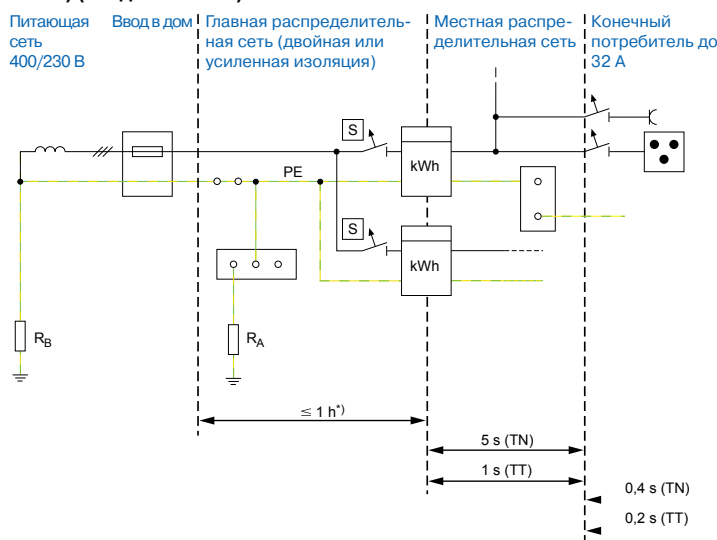 Питающая
сеть
400/230 В
Ввод в дом
Главная распределитель-
ная сеть (двойная или
усиленная изоляция)
Местная распре-
делительная сеть
Конечный
потребитель до
32 А
S
kWh
PE
S
kWh
R_B
R_A
≤ 1 h*)
5 s (TN)
1 s (TT)
0,4 s (TN)
0,2 s (TT)